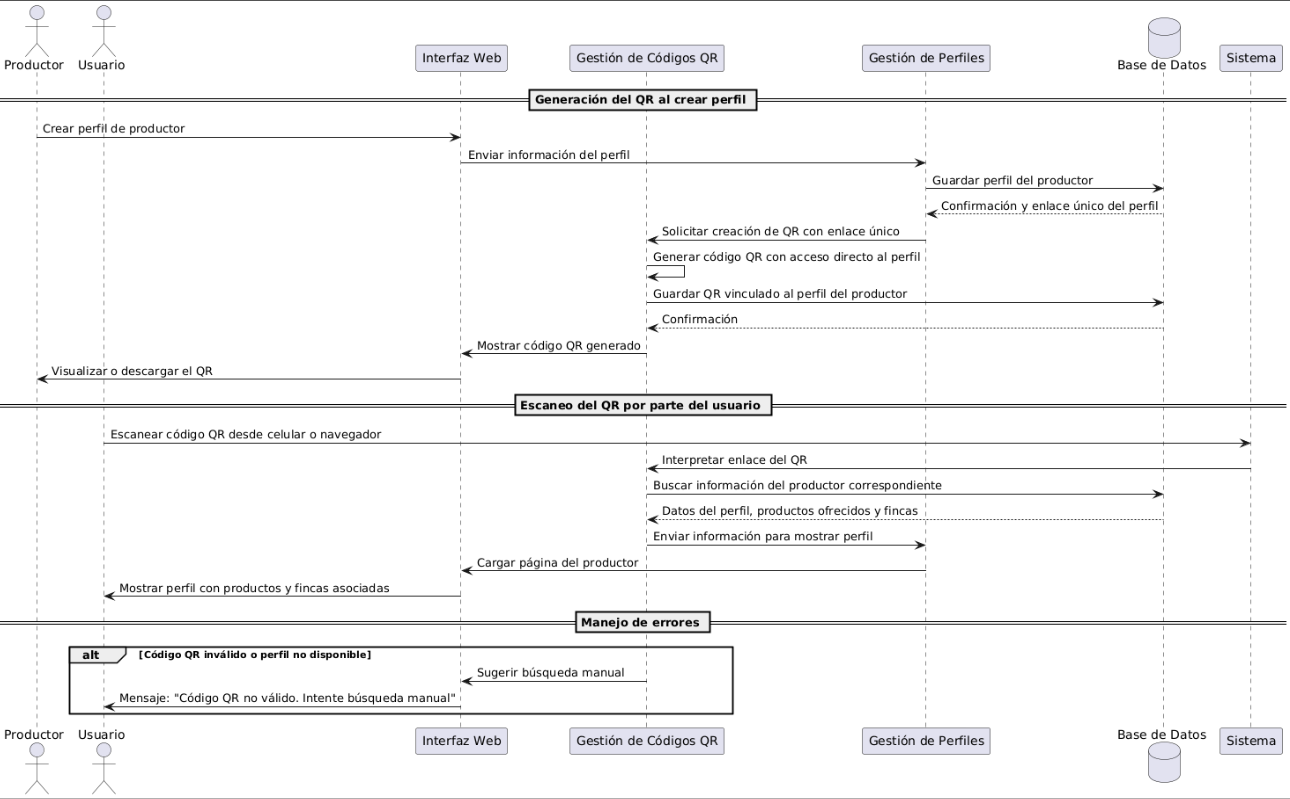 Productor
Usuario
Interfaz Web
Gestión de Códigos QR
Gestión de Perfiles
Base de Datos
Sistema
Generación del QR al crear perfil
Crear perfil de productor
Enviar información del perfil
Guardar perfil del productor
Confirmación y enlace único del perfil
Solicitar creación de QR con enlace único
Generar código QR con acceso directo al perfil
Guardar QR vinculado al perfil del productor
Confirmación
Mostrar código QR generado
Visualizar o descargar el QR
Escaneo del QR por parte del usuario
Escanear código QR desde celular o navegador
Interpretar enlace del QR
Buscar información del productor correspondiente
Datos del perfil, productos ofrecidos y fincas
Enviar información para mostrar perfil
Cargar página del productor
Mostrar perfil con productos y fincas asociadas
Manejo de errores
alt [Código QR inválido o perfil no disponible]
Sugerir búsqueda manual
Mensaje: "Código QR no válido. Intente búsqueda manual"
Productor
Usuario
Interfaz Web
Gestión de Códigos QR
Gestión de Perfiles
Base de Datos
Sistema